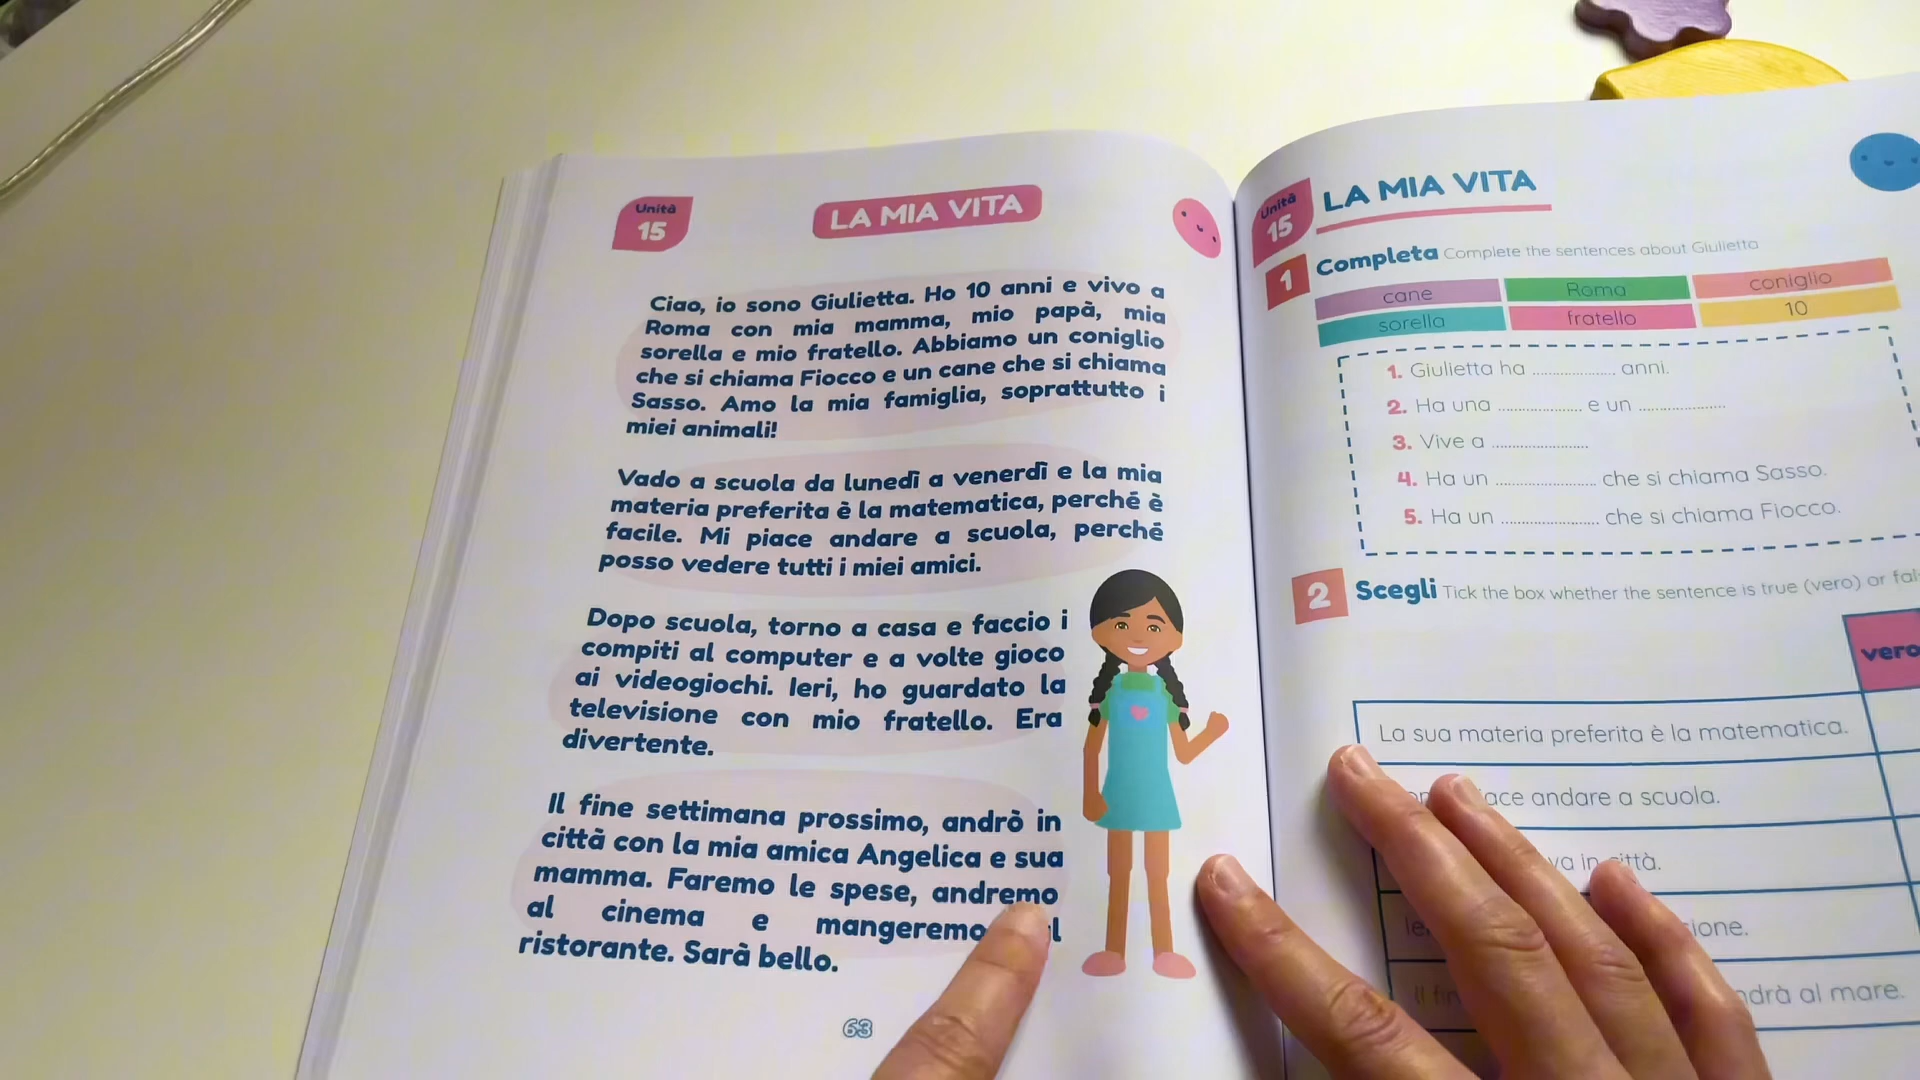 Unità
15
LA MIA VITA
Ciao, io sono Giulietta. Ho 10 anni e vivo a
Roma con mia mamma, mio papà, mia
sorella e mio fratello. Abbiamo un coniglio
che si chiama Fiocco e un cane che si chiama
Sasso. Amo la mia famiglia, soprattutto i
miei animali!
Vado a scuola da lunedì a venerdì e la mia
materia preferita è la matematica, perché è
facile. Mi piace andare a scuola, perché
posso vedere tutti i miei amici.
Dopo scuola, torno a casa e faccio i
compiti al computer e a volte gioco
ai videogiochi. Ieri, ho guardato la
televisione con mio fratello. Era
divertente.
Il fine settimana prossimo, andrò in
città con la mia amica Angelica e sua
mamma. Faremo le spese, andremo
al cinema e mangeremo
ristorante. Sarà bello.
63
Unità
15
LA MIA VITA
1 Completa Complete the sentences about Giulietta
cane Roma coniglio
sorella fratello 10
1. Giulietta ha ........ anni.
2. Ha una ........ e un ........
3. Vive a ........
4. Ha un ........ che si chiama Sasso.
5. Ha un ........ che si chiama Fiocco.
2 Scegli Tick the box whether the sentence is true (vero) or
vero
La sua materia preferita è la matematica.
andare a scuola.
in città.
Il andrà al mare.